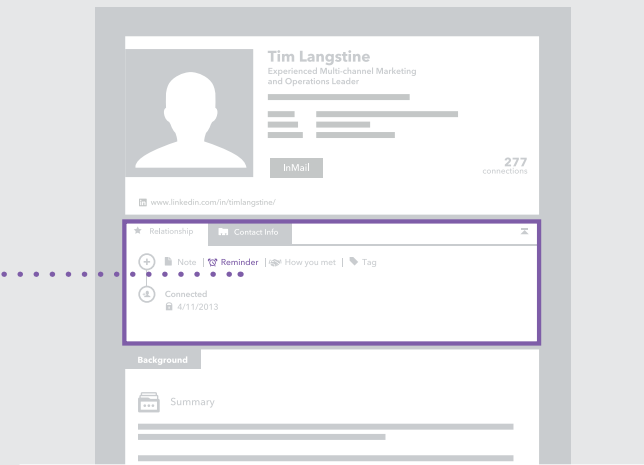 Tim Langstine
Experienced Multi-channel Marketing
and Operations Leader
InMail
277
connections
in www.linkedin.com/in/timlangstine/
Relationship Contact Info
Note | Reminder | How you met | Tag
Connected
4/11/2013
Background
Summary